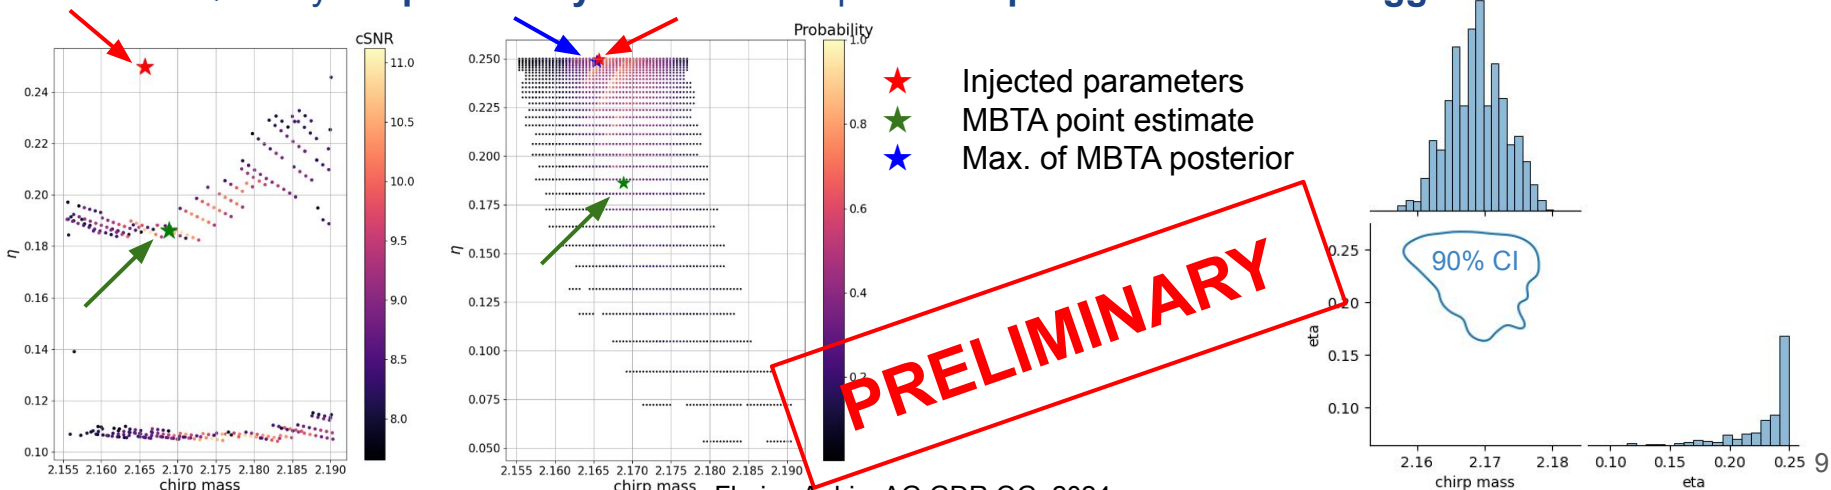 cSNR
11.0
10.5
10.0
9.5
9.0
8.5
8.0
0.24
0.22
0.20
0.18
0.16
0.14
0.12
0.10
η
2.155 2.160 2.165 2.170 2.175 2.180 2.185 2.190
chirp mass
Probability
1.0
0.8
0.6
0.4
0.2
0.250
0.225
0.200
0.175
0.150
0.125
0.100
0.075
0.050
η
2.155 2.160 2.165 2.170 2.175 2.180 2.185 2.190
chirp mass
Injected parameters
MBTA point estimate
Max. of MBTA posterior
PRELIMINARY
90% CI
0.25
0.20
0.15
0.10
eta
2.16 2.17 2.18
chirp mass
0.10 0.15 0.20 0.25
eta
9